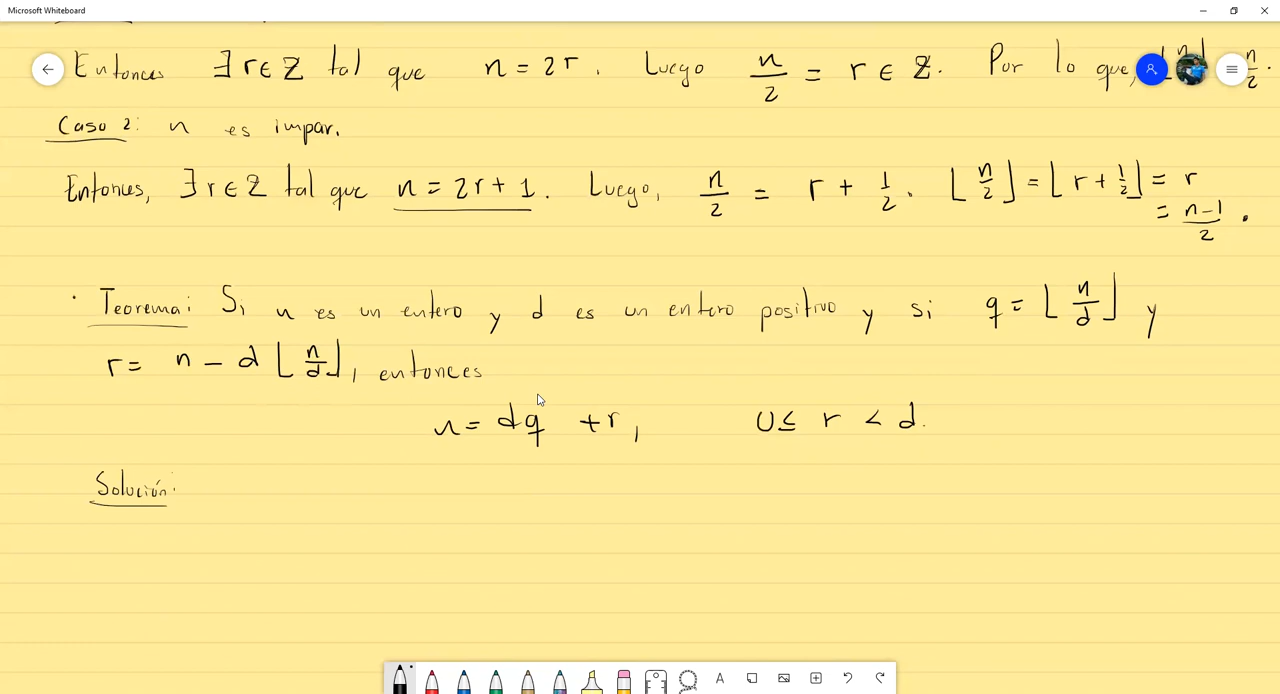 Microsoft Whiteboard
Entonces ∃ r ∈ Z tal que n = 2r. Luego n/2 = r ∈ Z. Por lo que, ⌊n/2⌋ n/2.
Caso 2: n es impar.
Entonces, ∃ r ∈ Z tal que n = 2r + 1. Luego, n/2 = r + 1/2. ⌊n/2⌋ = ⌊r + 1/2⌋ = r
= n-1/2.
· Teorema: Si n es un entero y d es un entero positivo y si q = ⌊n/d⌋ y
r = n - d ⌊n/d⌋, entonces
n = dq + r, 0 ≤ r < d.
Solución: